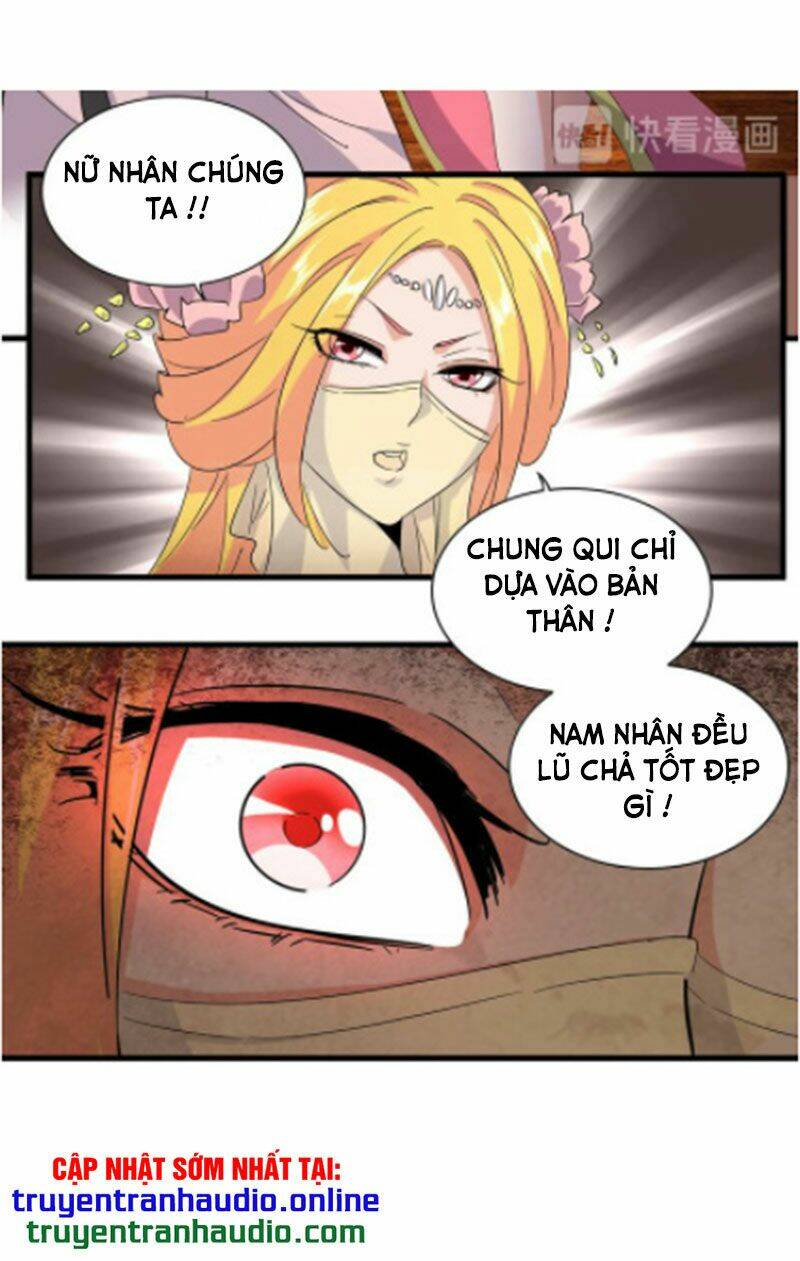 快看漫画
NỮ NHÂN CHÚNG
TA !!
CHUNG QUI CHỈ
DỰA VÀO BẢN
THÂN !
NAM NHÂN ĐỀU
LŨ CHẢ TỐT ĐẸP
GÌ !
CẬP NHẬT SỚM NHẤT TẠI:
truyentranhaudio.online
truyentranhaudio.com